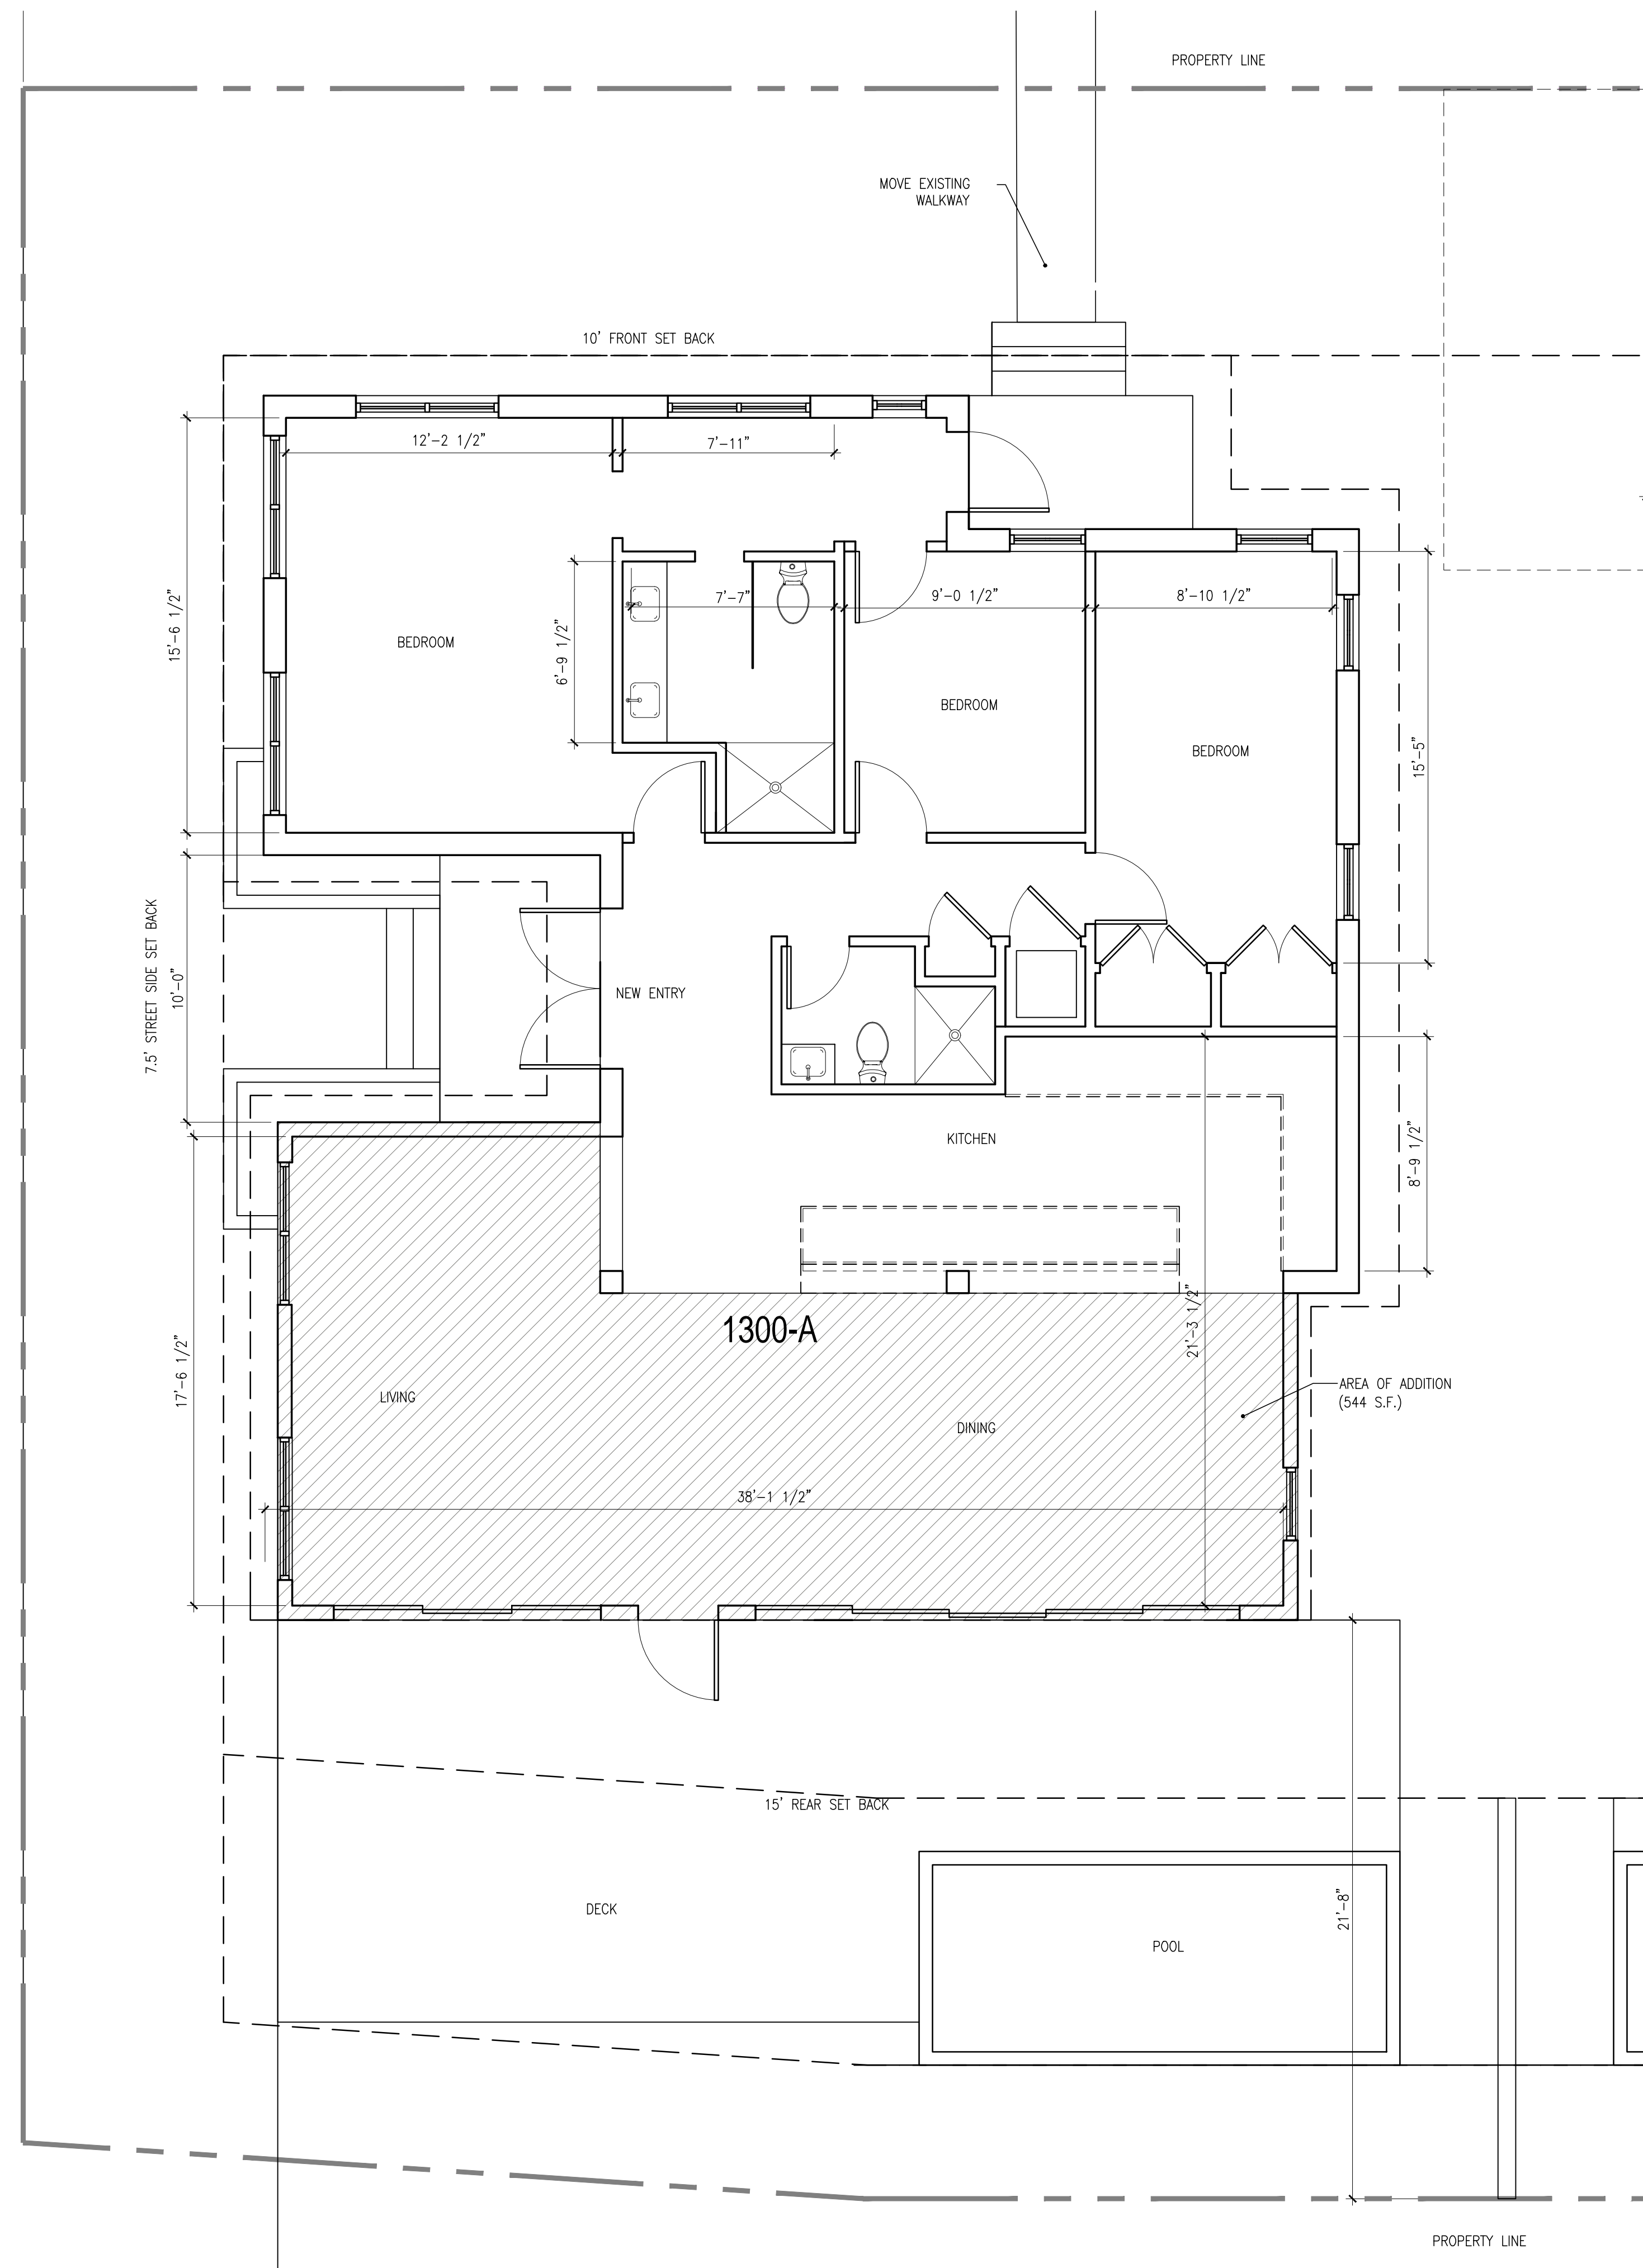 PROPERTY LINE
MOVE EXISTING
WALKWAY
10' FRONT SET BACK
12'-2 1/2"
7'-11"
15'-6 1/2"
6'-9 1/2"
7'-7"
9'-0 1/2"
8'-10 1/2"
BEDROOM
BEDROOM
BEDROOM
15'-5"
7.5' STREET SIDE SET BACK
10'-0"
NEW ENTRY
KITCHEN
8'-9 1/2"
1300-A
21'-3 1/2"
17'-6 1/2"
LIVING
AREA OF ADDITION
(544 S.F.)
DINING
38'-1 1/2"
15' REAR SET BACK
DECK
POOL
21'-8"
PROPERTY LINE